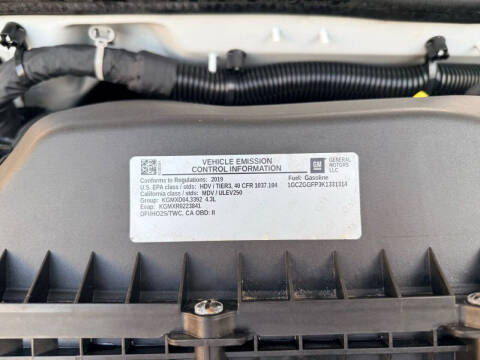 VEHICLE EMISSION
CONTROL INFORMATION
GM
GENERAL
MOTORS
LLC
Conforms to Regulations: 2019
Fuel: Gasoline
U.S. EPA class / stds: HDV / TIER3, 40 CFR 1037.104
1GCZGGFP3K1331314
California class / stds: MDV / ULEV250
Group: KGMXD04.3392 4.3L
Evap: KGMXR0223841
DFI/HO2S/TWC, CA OBD: II